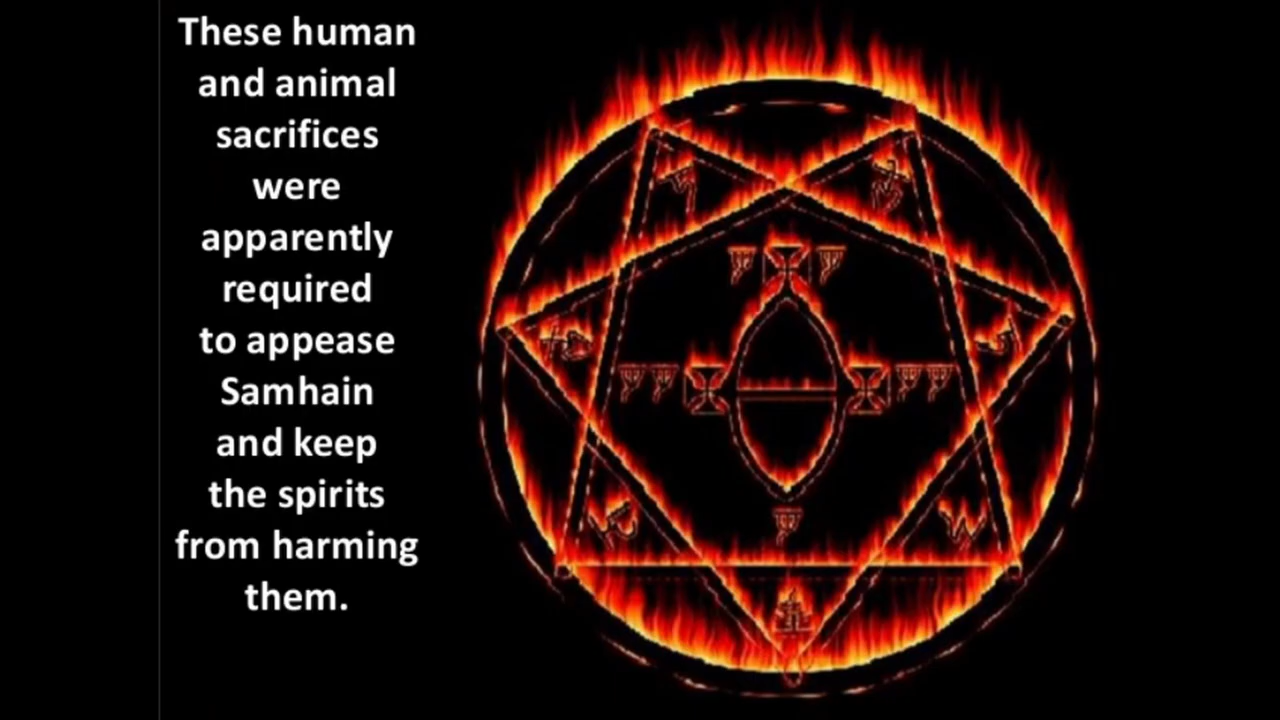 These human
and animal
sacrifices
were
apparently
required
to appease
Samhain
and keep
the spirits
from harming
them.